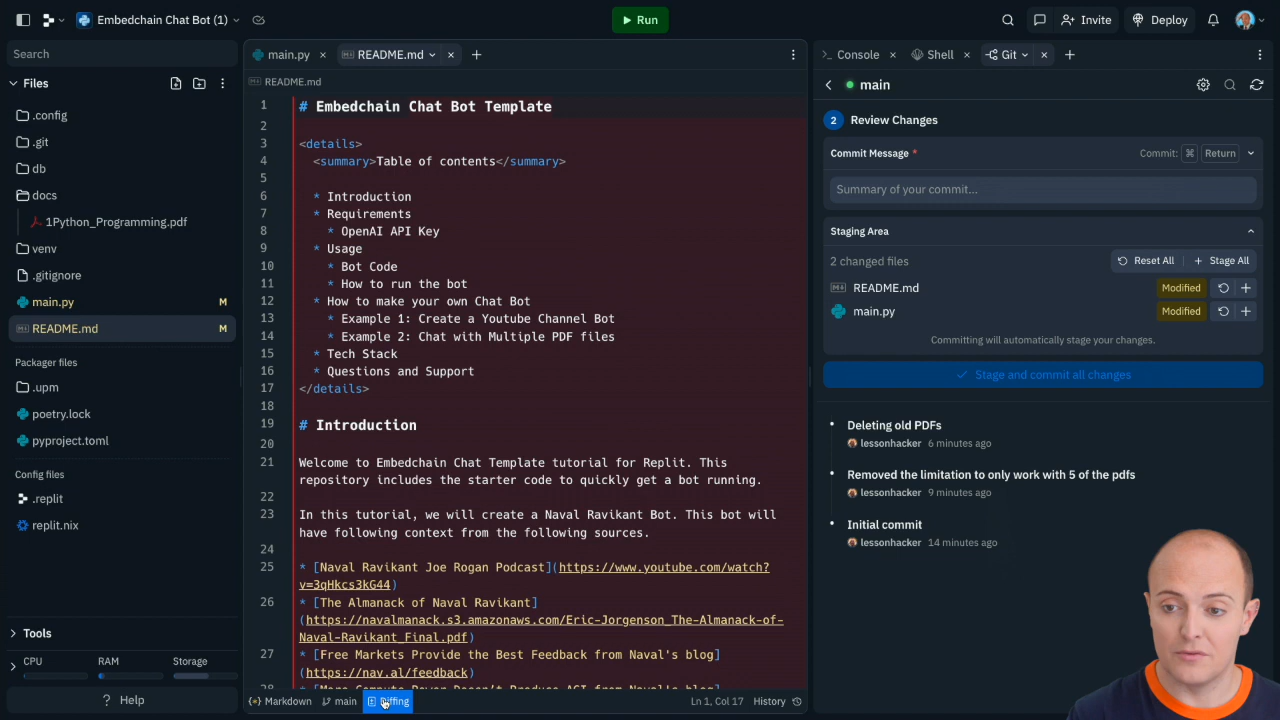 Embedchain Chat Bot (1)
Run
Invite
Deploy
Search
Files
.config
.git
db
docs
1Python_Programming.pdf
venv
.gitignore
main.py M
README.md M
Packager files
.upm
poetry.lock
pyproject.toml
Config files
.replit
replit.nix
Tools
CPU RAM Storage
? Help
main.py README.md
README.md
1 # Embedchain Chat Bot Template
2
3 <details>
4 <summary>Table of contents</summary>
5
6 * Introduction
7 * Requirements
8 * OpenAI API Key
9 * Usage
10 * Bot Code
11 * How to run the bot
12 * How to make your own Chat Bot
13 * Example 1: Create a Youtube Channel Bot
14 * Example 2: Chat with Multiple PDF files
15 * Tech Stack
16 * Questions and Support
17 </details>
18
19 # Introduction
20
21 Welcome to Embedchain Chat Template tutorial for Replit. This
repository includes the starter code to quickly get a bot running.
22
23 In this tutorial, we will create a Naval Ravikant Bot. This bot will
have following context from the following sources.
24
25 * [Naval Ravikant Joe Rogan Podcast](https://www.youtube.com/watch?
v=3qHkcs3kG44)
26 * [The Almanack of Naval Ravikant]
(https://navalmanack.s3.amazonaws.com/Eric-Jorgenson_The-Almanack-of-
Naval-Ravikant_Final.pdf)
27 * [Free Markets Provide the Best Feedback from Naval's blog]
(https://nav.al/feedback)
28 * [More Compute Power Doesn't Produce AGI from Naval's blog]
Markdown main Diffing Ln 1, Col 17 History
Console Shell Git
main
2 Review Changes
Commit Message * Commit: ⌘ Return
Summary of your commit...
Staging Area
2 changed files Reset All + Stage All
README.md Modified
main.py Modified
Committing will automatically stage your changes.
Stage and commit all changes
Deleting old PDFs
lessonhacker 6 minutes ago
Removed the limitation to only work with 5 of the pdfs
lessonhacker 9 minutes ago
Initial commit
lessonhacker 14 minutes ago